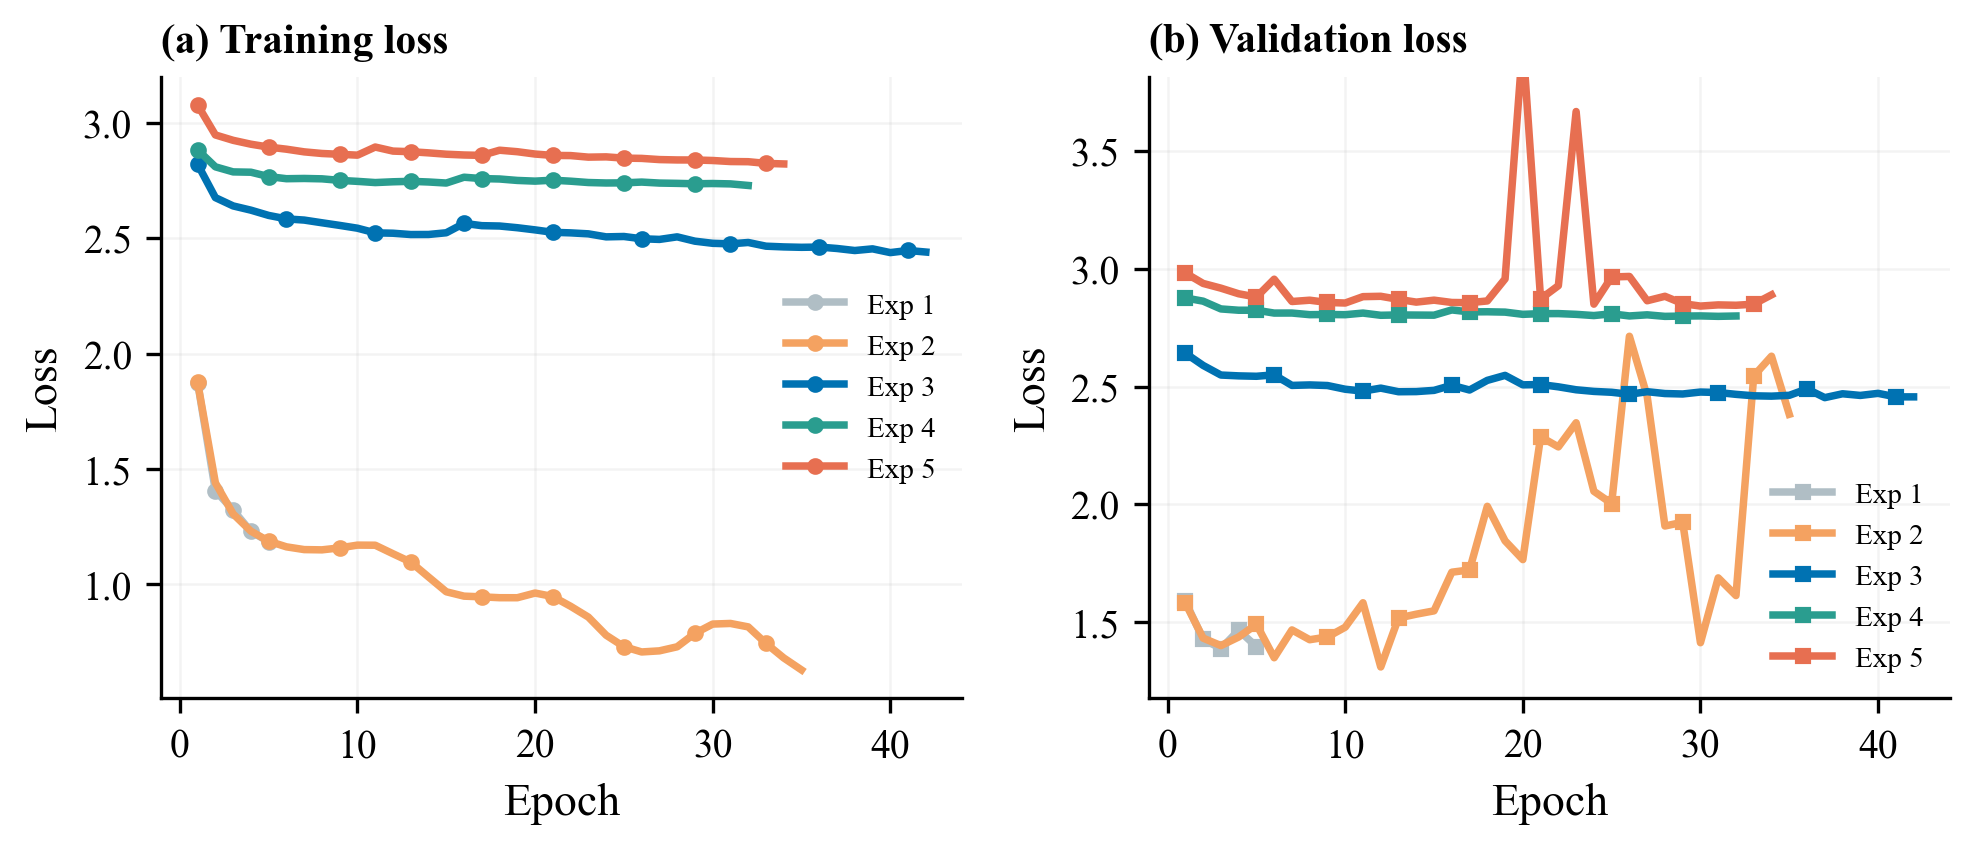 (a) Training loss
3.0
2.5
2.0
1.5
1.0
Loss
0
10
20
30
40
Epoch
Exp 1
Exp 2
Exp 3
Exp 4
Exp 5
(b) Validation loss
3.5
3.0
2.5
2.0
1.5
Loss
0
10
20
30
40
Epoch
Exp 1
Exp 2
Exp 3
Exp 4
Exp 5